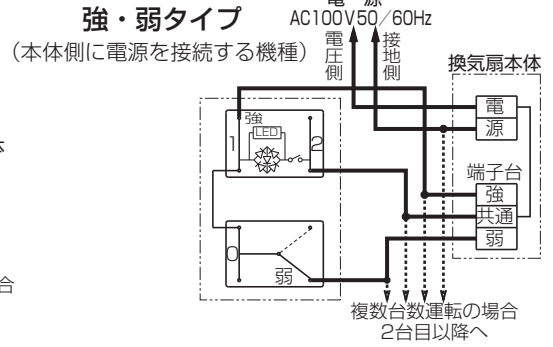 電　源
強・弱タイプ
AC100V50/60Hz
（本体側に電源を接続する機種）
電圧側
接地側
換気扇本体
強
LED
1
2
電
源
端子台
強
共通
弱
0
弱
合
複数台数運転の場合
2台目以降へ